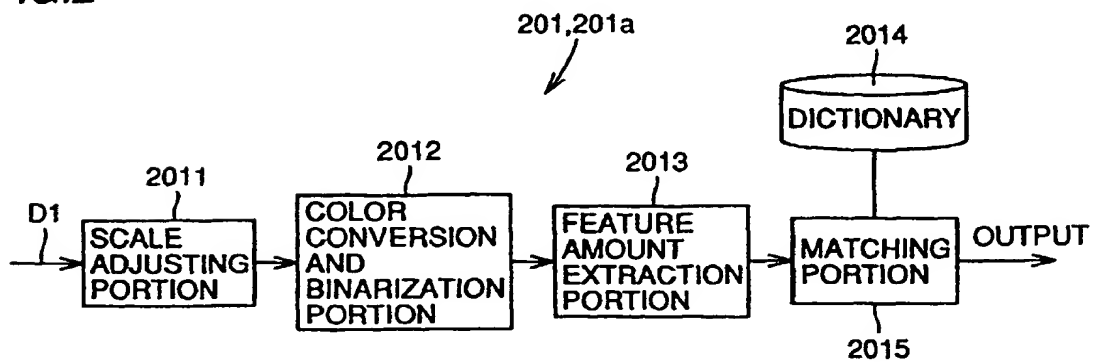 201,201a
2014
DICTIONARY
2012
2013
2011
D1
SCALE
ADJUSTING
PORTION
COLOR
CONVERSION
AND
BINARIZATION
PORTION
FEATURE
AMOUNT
EXTRACTION
PORTION
MATCHING
PORTION
OUTPUT
2015